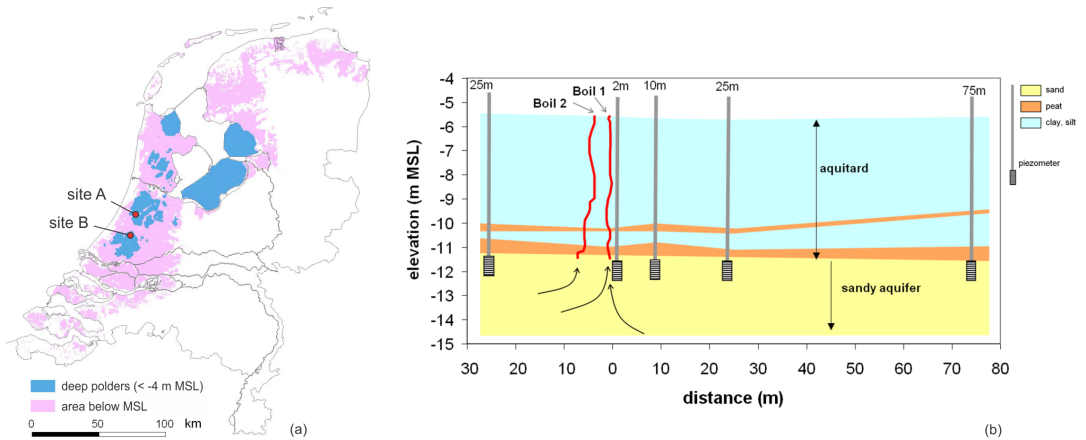 site A
site B
deep polders (< -4 m MSL)
area below MSL
0 50 100 km
(a)
elevation (m MSL)
-4
-5
-6
-7
-8
-9
-10
-11
-12
-13
-14
-15
25m
Boil 2
Boil 1
2m
10m
25m
75m
aquitard
sandy aquifer
30 20 10 0 10 20 30 40 50 60 70 80
distance (m)
sand
peat
clay, silt
piezometer
(b)